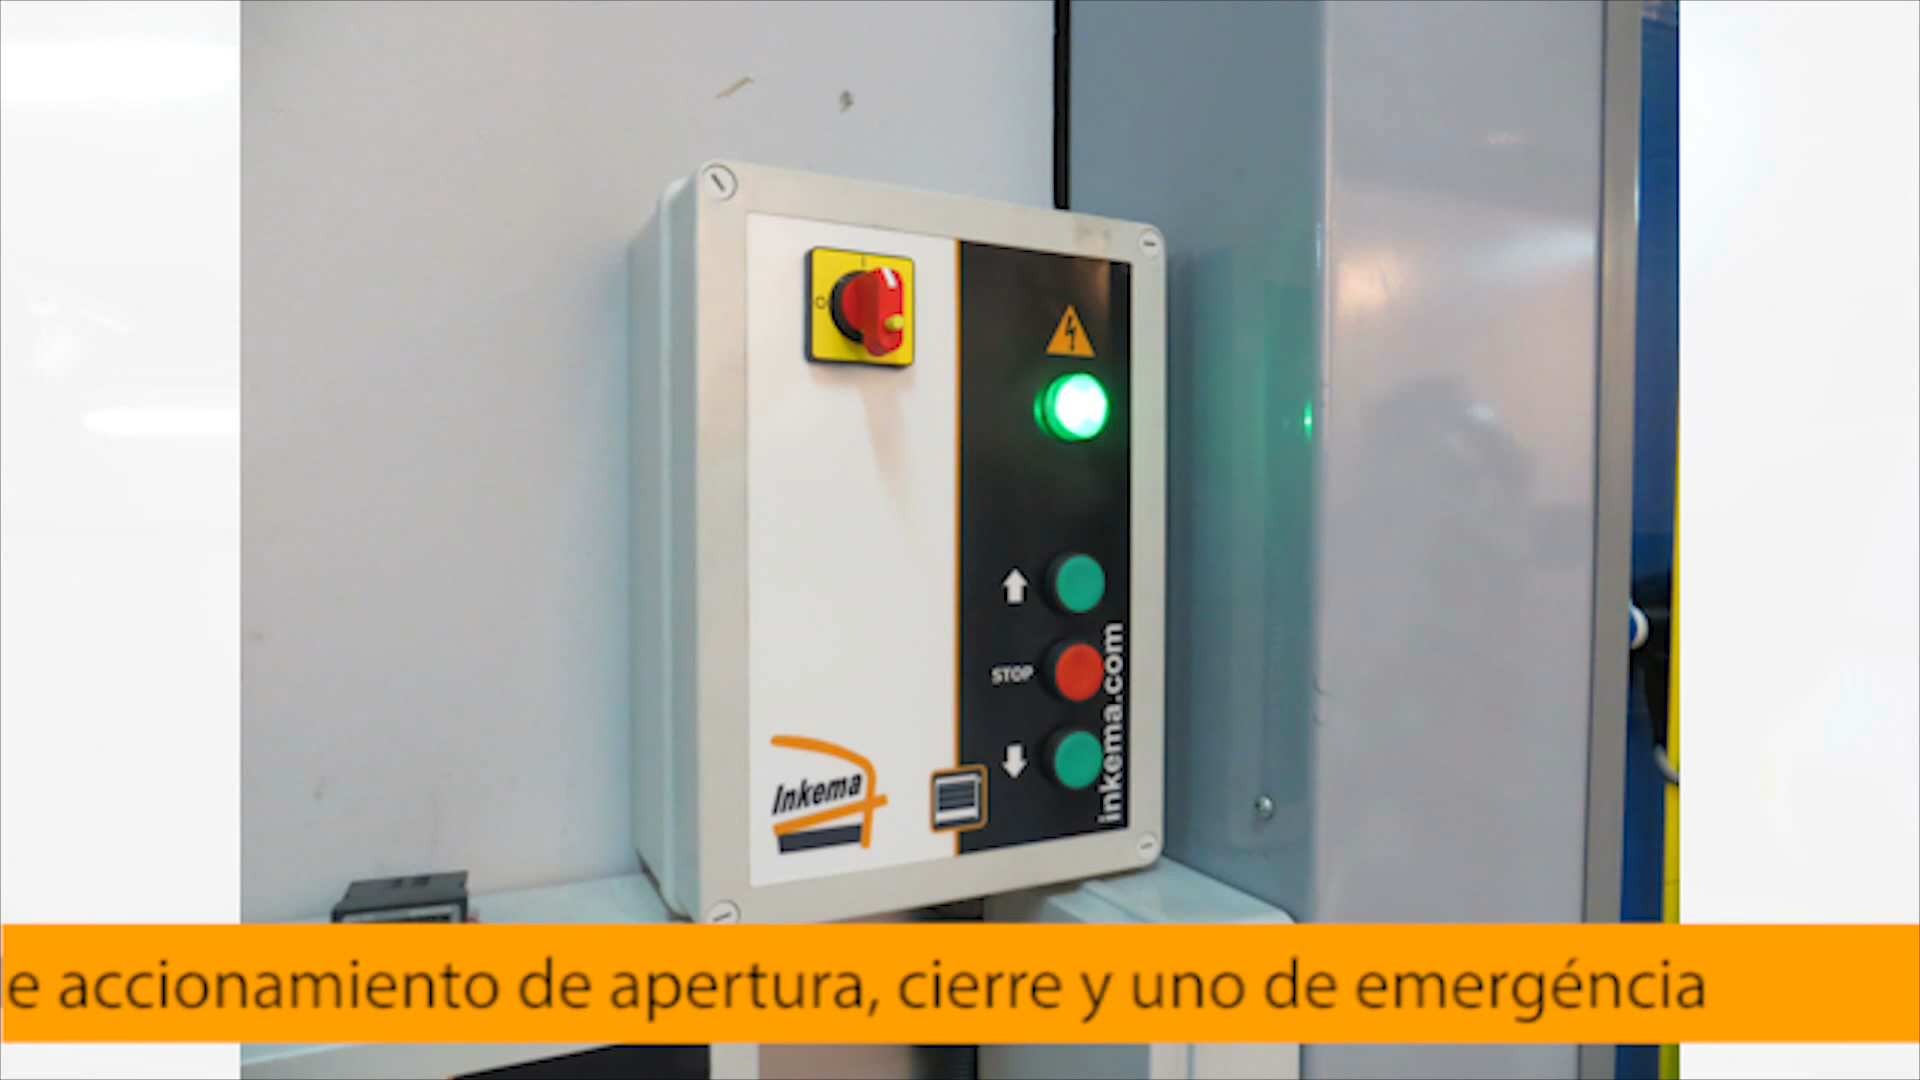 STOP
inkema.com
Inkema
e accionamiento de apertura, cierre y uno de emergéncia